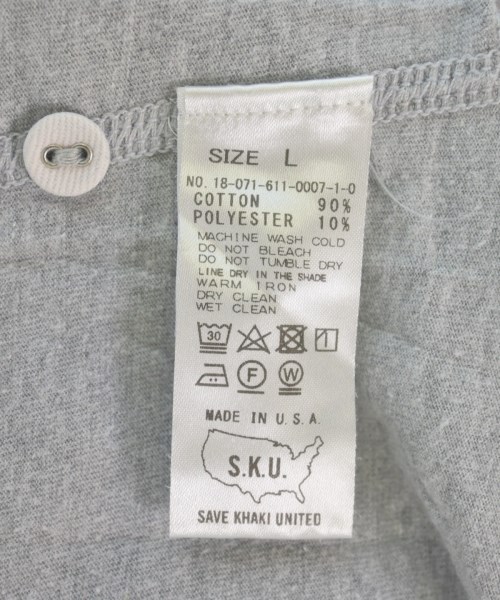 SIZE L
NO. 18-071-611-0007-1-0
COTTON 90%
POLYESTER 10%
MACHINE WASH COLD
DO NOT BLEACH
DO NOT TUMBLE DRY
LINE DRY IN THE SHADE
WARM IRON
DRY CLEAN
WET CLEAN
30
F W
MADE IN U.S.A.
S.K.U.
SAVE KHAKI UNITED